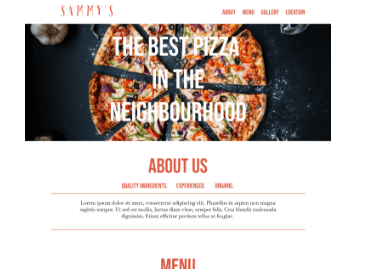 SAMMY'S
ABOUT MENU GALLERY LOCATION
THE BEST PIZZA
IN THE
NEIGHBOURHOOD
ABOUT US
QUALITY INGREDIENTS. EXPERIENCED. ORGANIC.
Lorem ipsum dolor sit amet, consectetur adipiscing elit. Phasellus in sapien non magna
sagittis tempor. Ut sed est mollis, luctus diam vitae, semper felis. Cras blandit malesuada
dignissim. Etiam efficitur pretium tellus at feugiat.
MENU